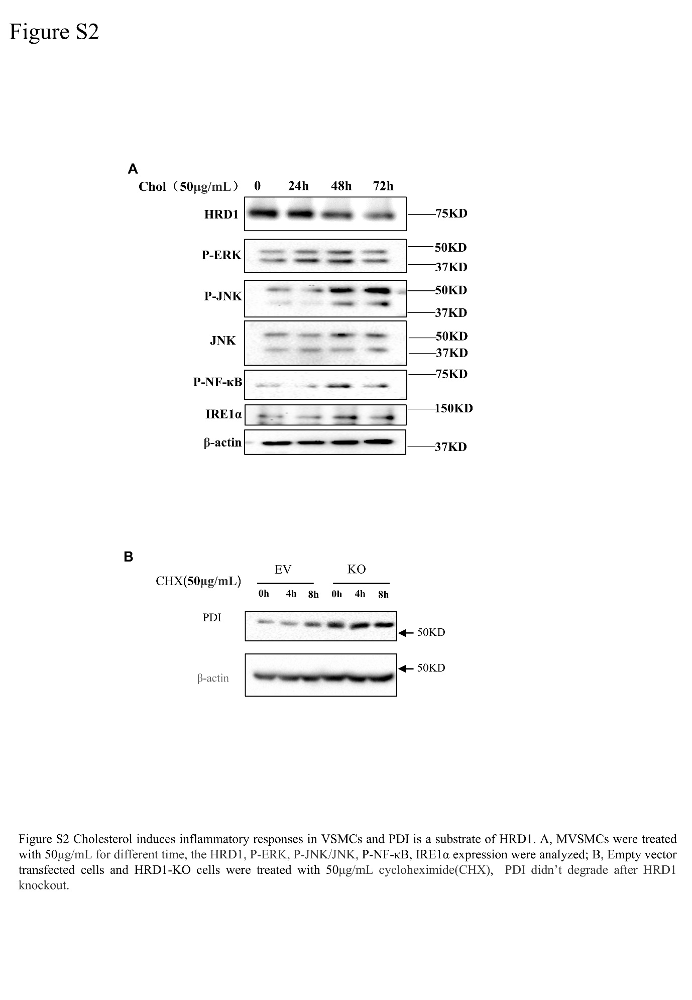 Figure S2
A
Chol（50μg/mL） 0 24h 48h 72h
HRD1 75KD
P-ERK 50KD
37KD
P-JNK 50KD
37KD
JNK 50KD
37KD
P-NF-κB 75KD
IRE1α 150KD
β-actin 37KD
B
EV KO
CHX(50μg/mL)
0h 4h 8h 0h 4h 8h
PDI
50KD
50KD
β-actin
Figure S2 Cholesterol induces inflammatory responses in VSMCs and PDI is a substrate of HRD1. A, MVSMCs were treated
with 50μg/mL for different time, the HRD1, P-ERK, P-JNK/JNK, P-NF-κB, IRE1α expression were analyzed; B, Empty vector
transfected cells and HRD1-KO cells were treated with 50μg/mL cycloheximide(CHX), PDI didn't degrade after HRD1
knockout.